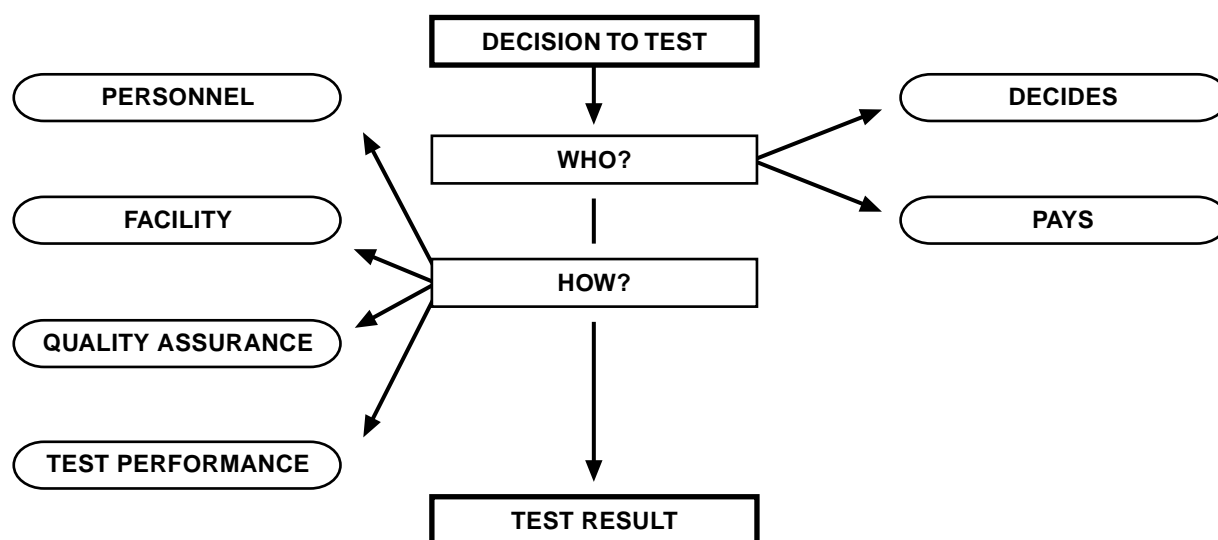 DECISION TO TEST
PERSONNEL
DECIDES
WHO?
FACILITY
PAYS
HOW?
QUALITY ASSURANCE
TEST PERFORMANCE
TEST RESULT